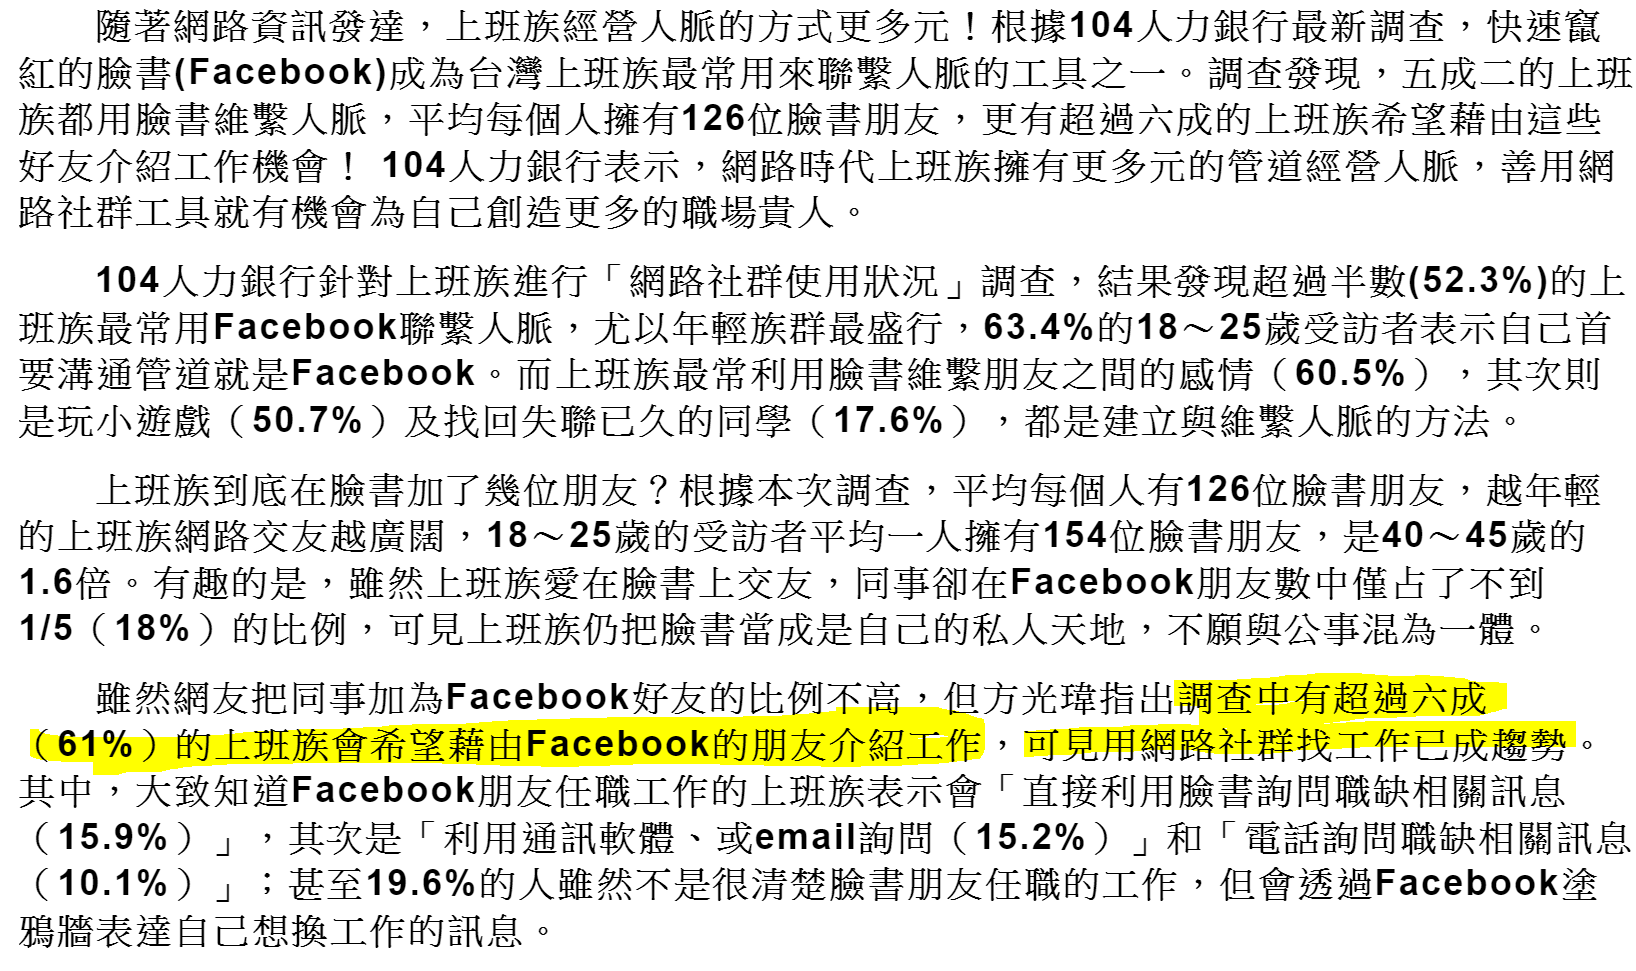 隨著網路資訊發達，上班族經營人脈的方式更多元！根據104人力銀行最新調查，快速竄
紅的臉書(Facebook)成為台灣上班族最常用來聯繫人脈的工具之一。調查發現，五成二的上班
族都用臉書維繫人脈，平均每個人擁有126位臉書朋友，更有超過六成的上班族希望藉由這些
好友介紹工作機會！ 104人力銀行表示，網路時代上班族擁有更多元的管道經營人脈，善用網
路社群工具就有機會為自己創造更多的職場貴人。
104人力銀行針對上班族進行「網路社群使用狀況」調查，結果發現超過半數(52.3%)的上
班族最常用Facebook聯繫人脈，尤以年輕族群最盛行，63.4%的18～25歲受訪者表示自己首
要溝通管道就是Facebook。而上班族最常利用臉書維繫朋友之間的感情（60.5%），其次則
是玩小遊戲（50.7%）及找回失聯已久的同學（17.6%），都是建立與維繫人脈的方法。
上班族到底在臉書加了幾位朋友？根據本次調查，平均每個人有126位臉書朋友，越年輕
的上班族網路交友越廣闊，18～25歲的受訪者平均一人擁有154位臉書朋友，是40～45歲的
1.6倍。有趣的是，雖然上班族愛在臉書上交友，同事卻在Facebook朋友數中僅占了不到
1/5（18%）的比例，可見上班族仍把臉書當成是自己的私人天地，不願與公事混為一體。
雖然網友把同事加為Facebook好友的比例不高，但方光瑋指出調查中有超過六成
（61%）的上班族會希望藉由Facebook的朋友介紹工作，可見用網路社群找工作已成趨勢。
其中，大致知道Facebook朋友任職工作的上班族表示會「直接利用臉書詢問職缺相關訊息
（15.9%）」，其次是「利用通訊軟體、或email詢問（15.2%）」和「電話詢問職缺相關訊息
（10.1%）」；甚至19.6%的人雖然不是很清楚臉書朋友任職的工作，但會透過Facebook塗
鴉牆表達自己想換工作的訊息。